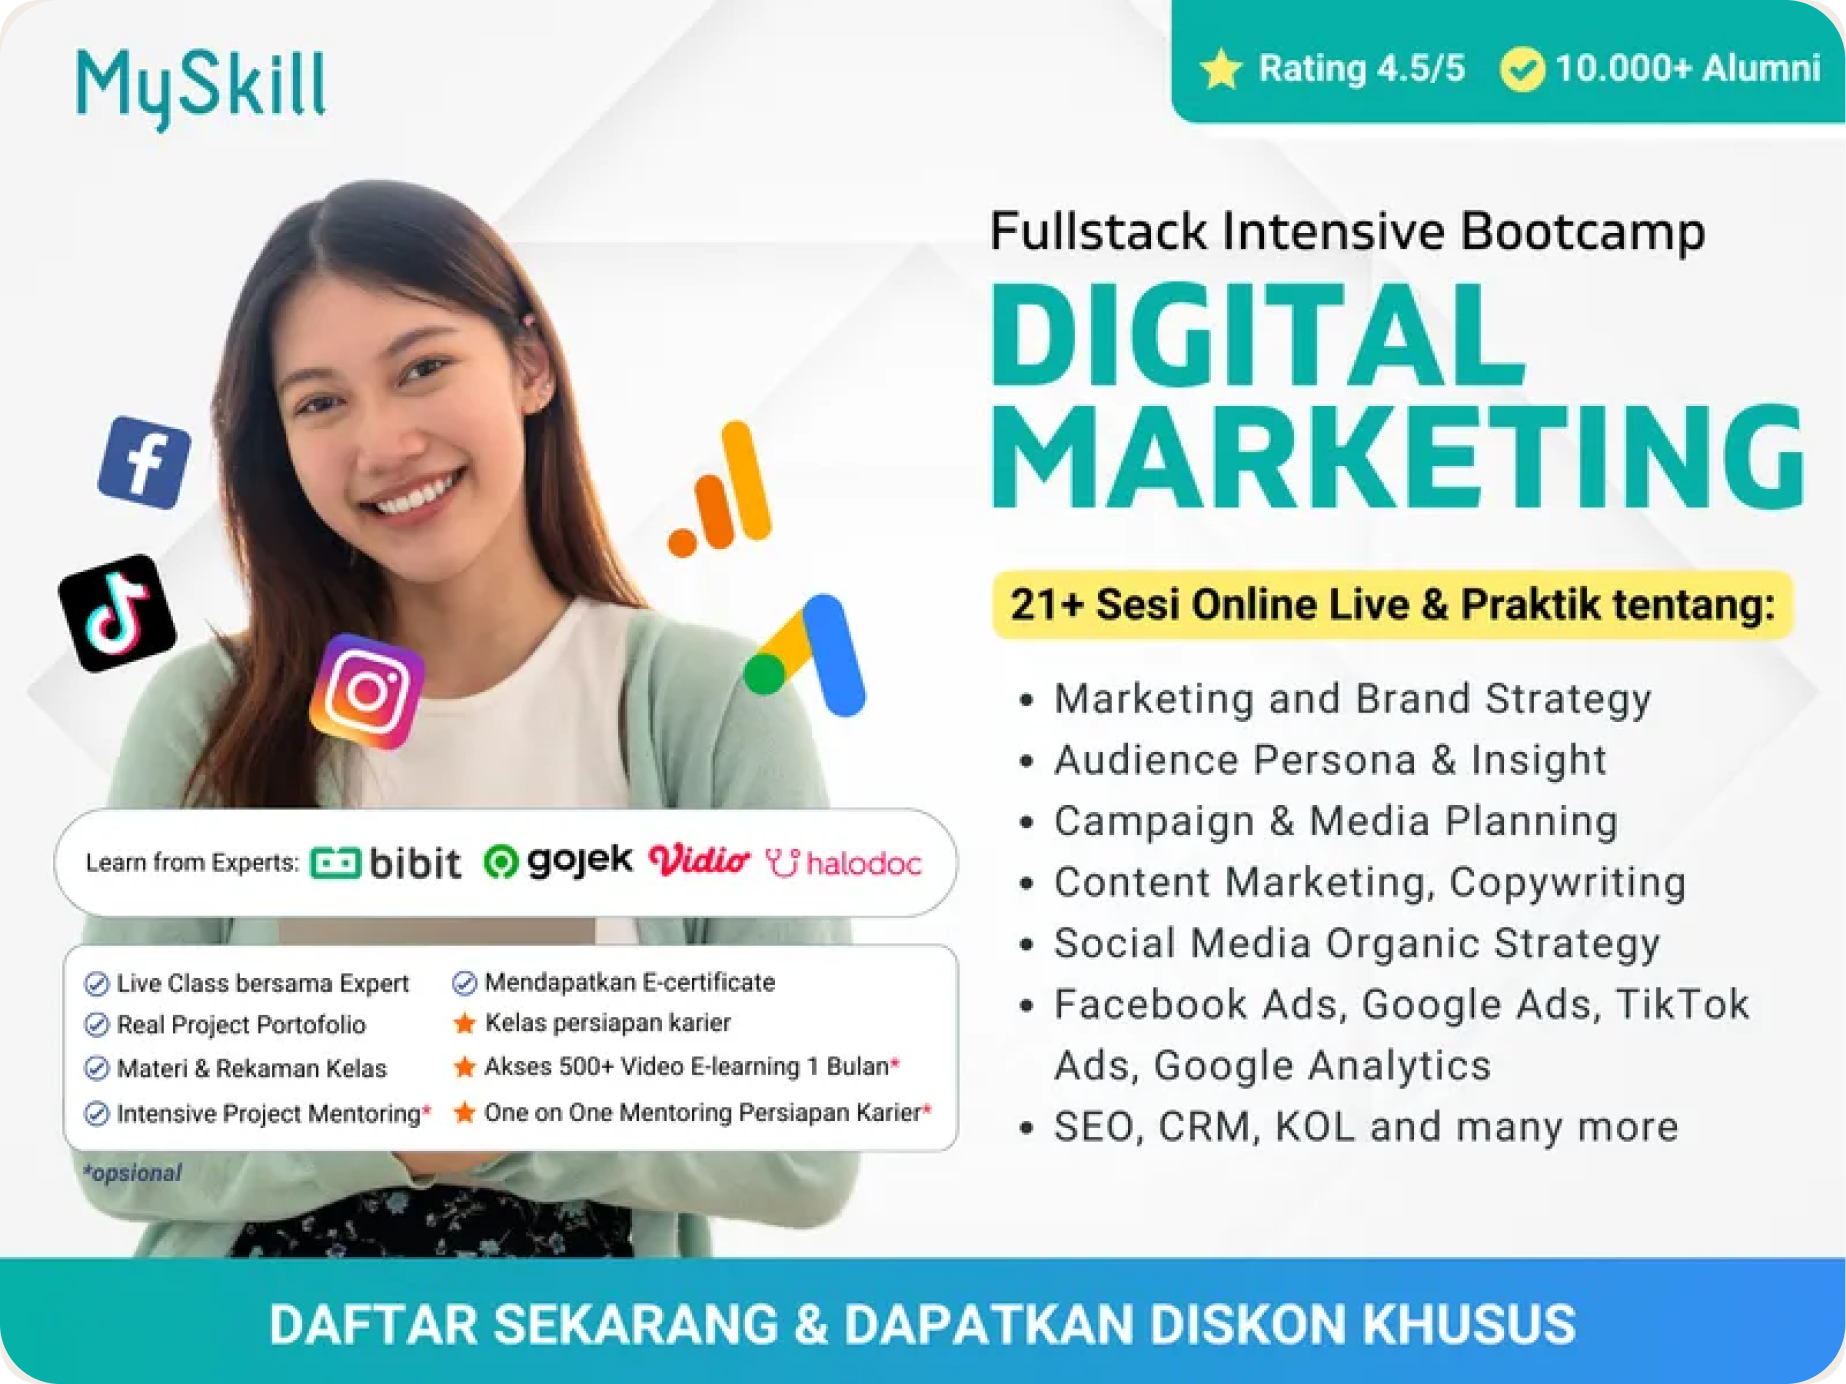 MySkill
Rating 4.5/5 10.000+ Alumni
Fullstack Intensive Bootcamp
DIGITAL
MARKETING
21+ Sesi Online Live & Praktik tentang:
• Marketing and Brand Strategy
• Audience Persona & Insight
• Campaign & Media Planning
• Content Marketing, Copywriting
• Social Media Organic Strategy
• Facebook Ads, Google Ads, TikTok
Ads, Google Analytics
• SEO, CRM, KOL and many more
Learn from Experts: bibit gojek Vidio halodoc
Live Class bersama Expert
Real Project Portofolio
Materi & Rekaman Kelas
Intensive Project Mentoring*
Mendapatkan E-certificate
Kelas persiapan karier
Akses 500+ Video E-learning 1 Bulan*
One on One Mentoring Persiapan Karier*
*opsional
DAFTAR SEKARANG & DAPATKAN DISKON KHUSUS